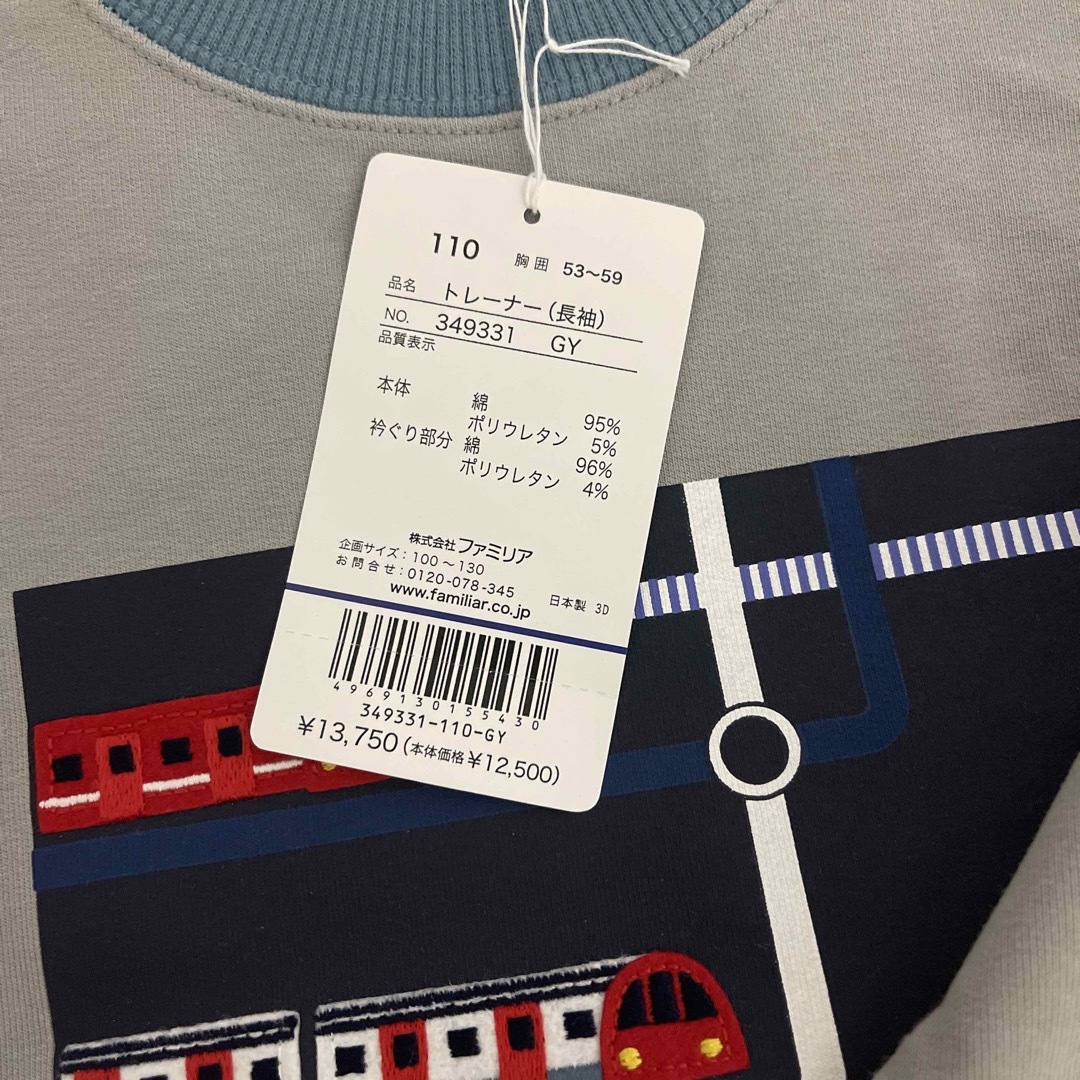 110 胸囲 53〜59
品名 トレーナー(長袖)
NO. 349331 GY
品質表示
本体 綿 95%
ポリウレタン 5%
衿ぐり部分 綿 96%
ポリウレタン 4%
株式会社ファミリア
企画サイズ:100〜130
お問合せ:0120-078-345
www.familiar.co.jp 日本製 3D
4969130155430
349331-110-GY
¥13,750(本体価格¥12,500)